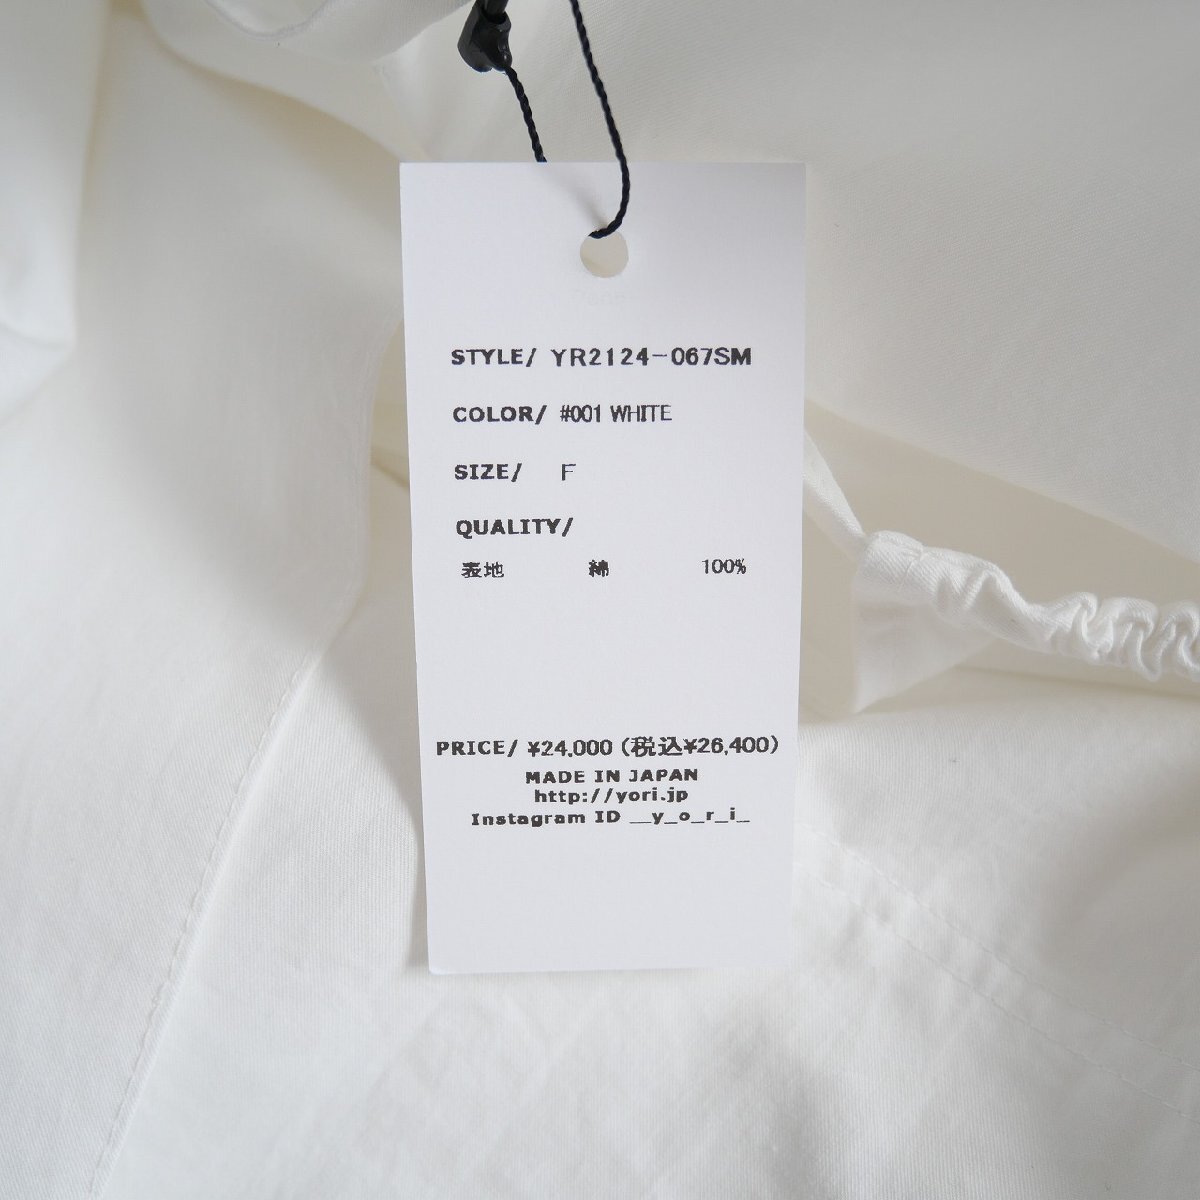 STYLE/ YR2124-067SM
COLOR/ #001 WHITE
SIZE/ F
QUALITY/
表地 綿 100%
PRICE/ ¥24,000 (税込¥26,400)
MADE IN JAPAN
http://yori.jp
Instagram ID __y_o_r_i_